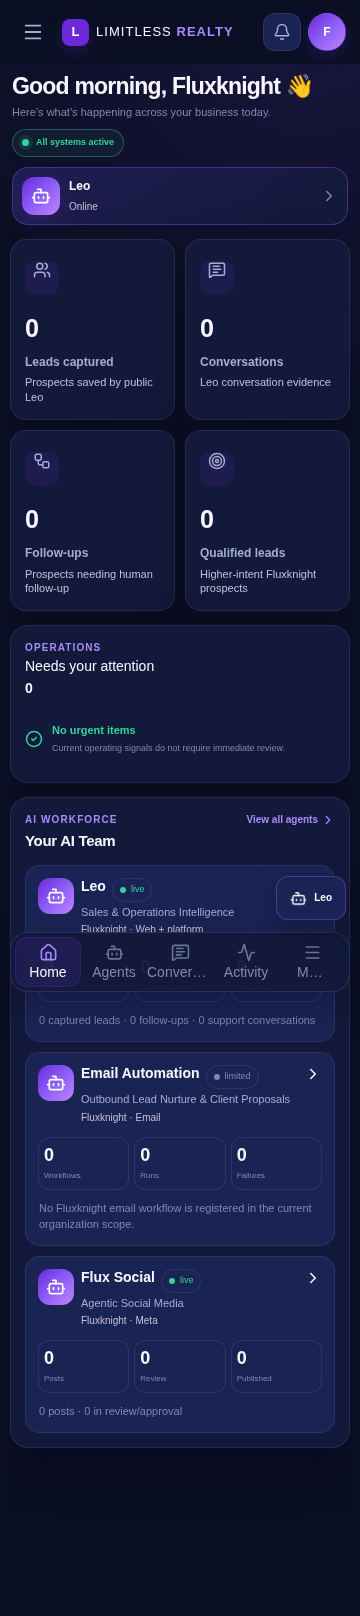 L LIMITLESS REALTY F
Good morning, Fluxknight 👋
Here's what's happening across your business today.
All systems active
Leo
Online
0
Leads captured
Prospects saved by public
Leo
0
Conversations
Leo conversation evidence
0
Follow-ups
Prospects needing human
follow-up
0
Qualified leads
Higher-intent Fluxknight
prospects
OPERATIONS
Needs your attention
0
No urgent items
Current operating signals do not require immediate review.
AI WORKFORCE
View all agents
Your AI Team
Leo live
Sales & Operations Intelligence
Fluxknight · Web + platform
Leo
Home Agents Conver... Activity M...
0 captured leads · 0 follow-ups · 0 support conversations
Email Automation limited
Outbound Lead Nurture & Client Proposals
Fluxknight · Email
0 0 0
Workflows Runs Failures
No Fluxknight email workflow is registered in the current
organization scope.
Flux Social live
Agentic Social Media
Fluxknight · Meta
0 0 0
Posts Review Published
0 posts · 0 in review/approval